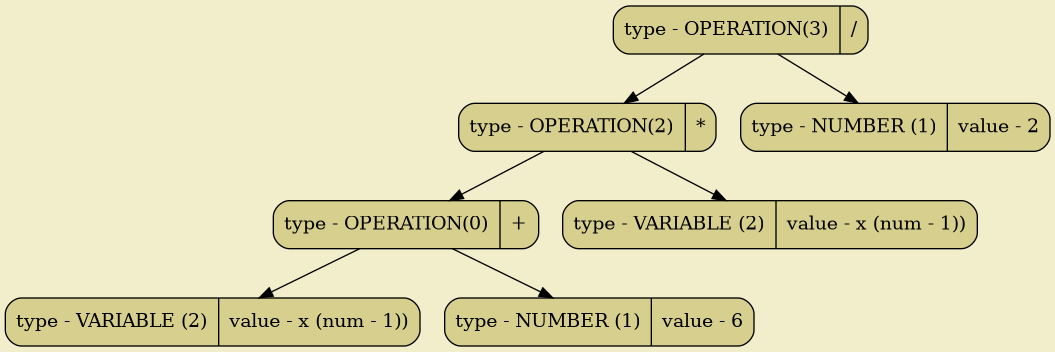 type - OPERATION(3) /
type - OPERATION(2) *
type - NUMBER (1) value - 2
type - OPERATION(0) +
type - VARIABLE (2) value - x (num - 1))
type - VARIABLE (2) value - x (num - 1))
type - NUMBER (1) value - 6